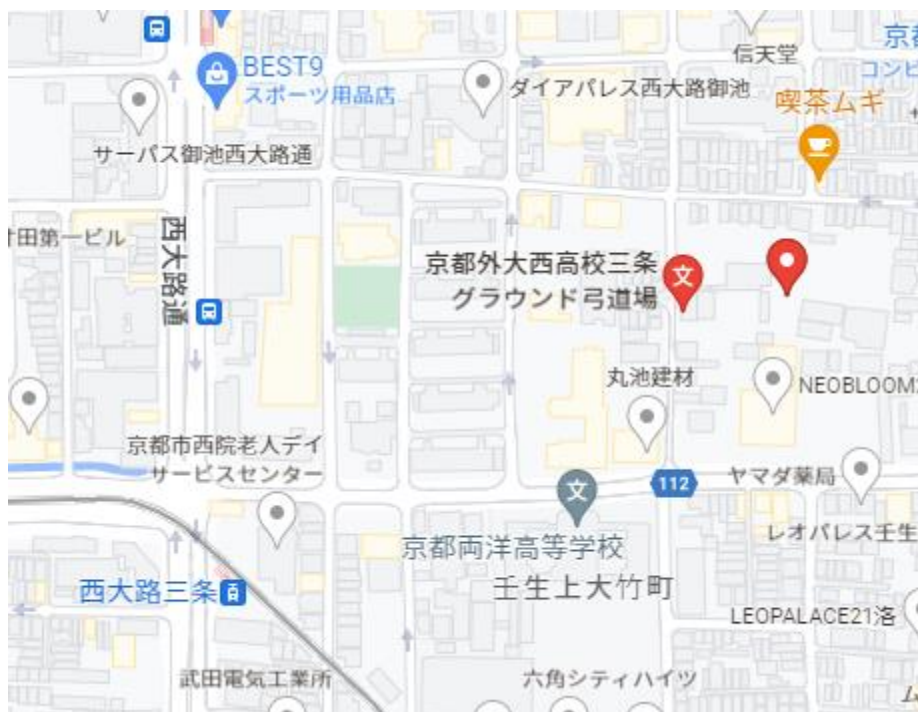 信天堂
京都
コンビ
BEST9
スポーツ用品店
ダイアパレス西大路御池
喫茶ムギ
サーパス御池西大路通
田第一ビル
西大路通
京都外大西高校三条
グラウンド弓道場
文
丸池建材
NEOBLOOM
京都市西院老人デイ
サービスセンター
112
ヤマダ薬局
文
レオパレス壬生
京都両洋高等学校
壬生上大竹町
西大路三条
LEOPALACE21洛
武田電気工業所
六角シティハイツ